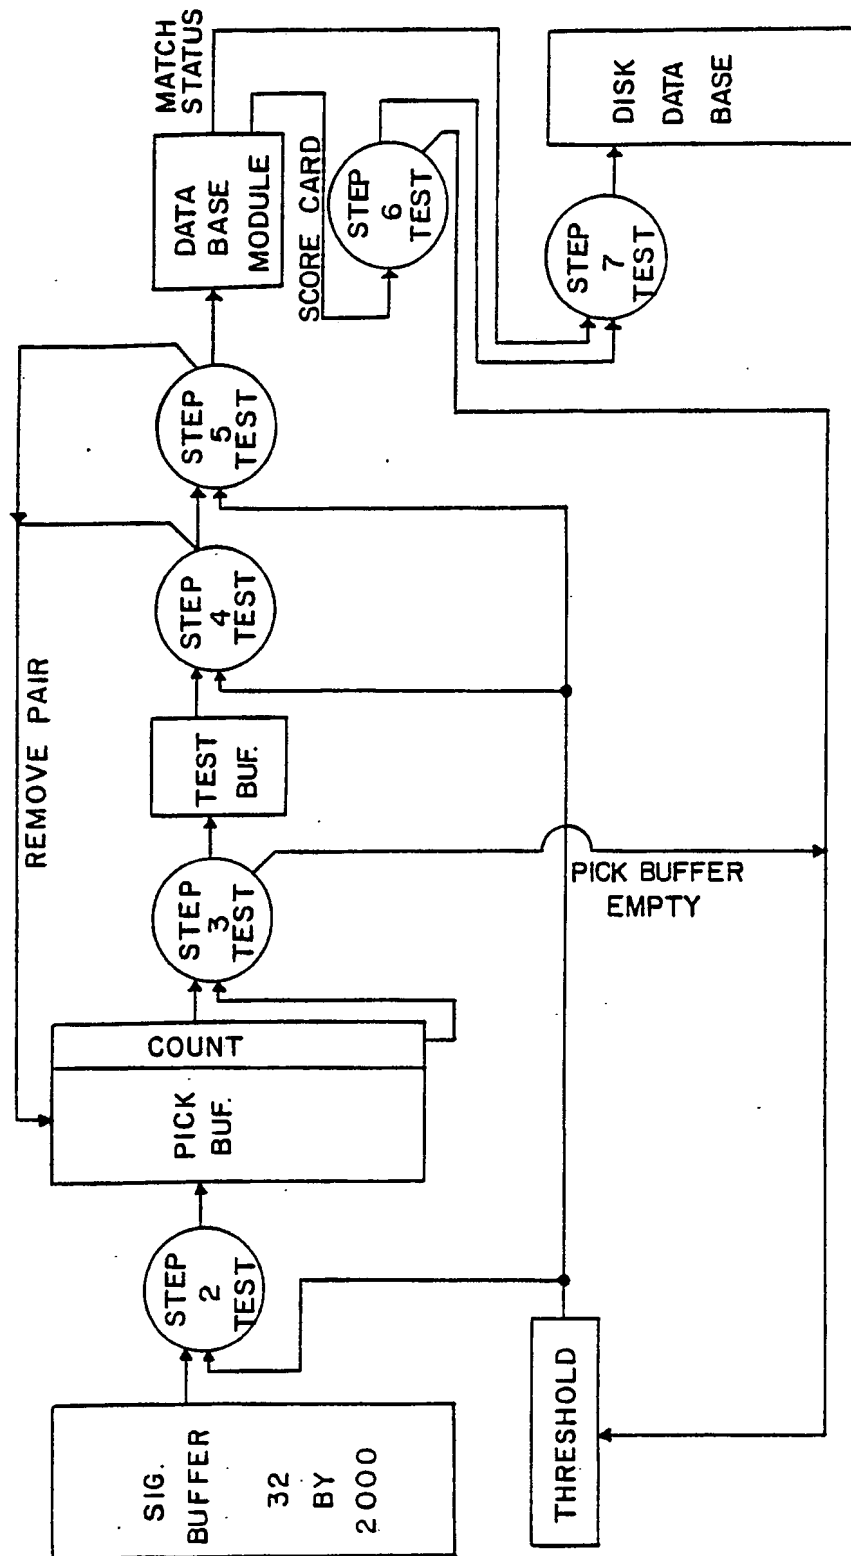 SIG.
BUFFER
32
BY
2000
STEP
2
TEST
PICK
BUF.
COUNT
STEP
3
TEST
TEST
BUF.
STEP
4
TEST
STEP
5
TEST
DATA
BASE
MODULE
MATCH
STATUS
REMOVE PAIR
SCORE CARD
STEP
6
TEST
STEP
7
TEST
DISK
DATA
BASE
PICK BUFFER
EMPTY
THRESHOLD